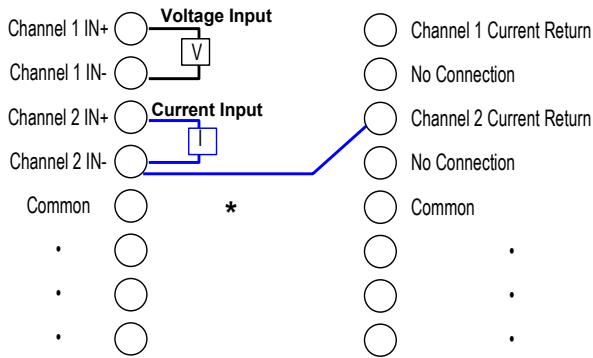 Voltage Input
Channel 1 IN+
V
Channel 1 Current Return
Channel 1 IN-
No Connection
Channel 2 IN+
Current Input
I
Channel 2 Current Return
Channel 2 IN-
No Connection
Common
*
Common
•
•
•
•
•
•